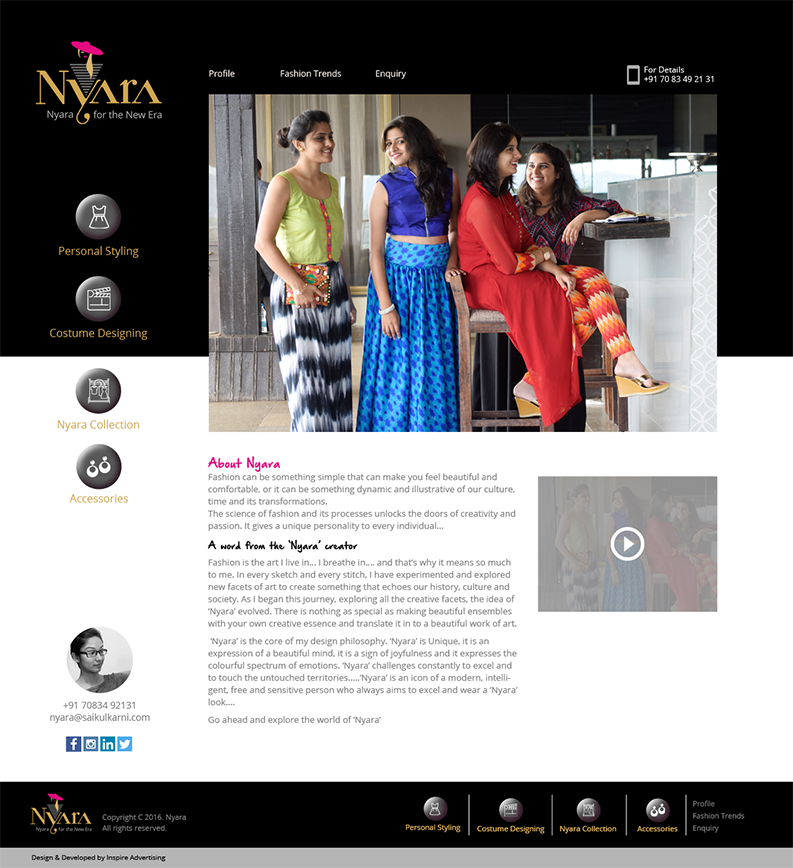 Nyara
Nyara for the New Era
Profile
Fashion Trends
Enquiry
For Details
+91 70 83 49 21 31
Personal Styling
Costume Designing
Nyara Collection
Accessories
About Nyara
Fashion can be something simple that can make you feel beautiful and
comfortable, or it can be something dynamic and illustrative of our culture,
time and its transformations.
The science of fashion and its processes unlocks the doors of creativity and
passion. It gives a unique personality to every individual...
A word from the ‘Nyara’ creator
Fashion is the art I live in... I breathe in.... and that’s why it means so much
to me. In every sketch and every stitch, I have experimented and explored
new facets of art to create something that echoes our history, culture and
society. As I began this journey, exploring all the creative facets, the idea of
‘Nyara’ evolved. There is nothing as special as making beautiful ensembles
with your own creative essence and translate it in to a beautiful work of art.
‘Nyara’ is the core of my design philosophy. ‘Nyara’ is Unique, it is an
expression of a beautiful mind, it is a sign of joyfulness and it expresses the
colourful spectrum of emotions. ‘Nyara’ challenges constantly to excel and
to touch the untouched territories.....’Nyara’ is an icon of a modern, intelli-
gent, free and sensitive person who always aims to excel and wear a ‘Nyara’
look....
Go ahead and explore the world of ‘Nyara’
+91 70834 92131
nyara@saikulkarni.com
Nyara
Nyara for the New Era
Copyright C 2016. Nyara
All rights reserved.
Personal Styling
Costume Designing
Nyara Collection
Accessories
Profile
Fashion Trends
Enquiry
Design & Developed by Inspire Advertising